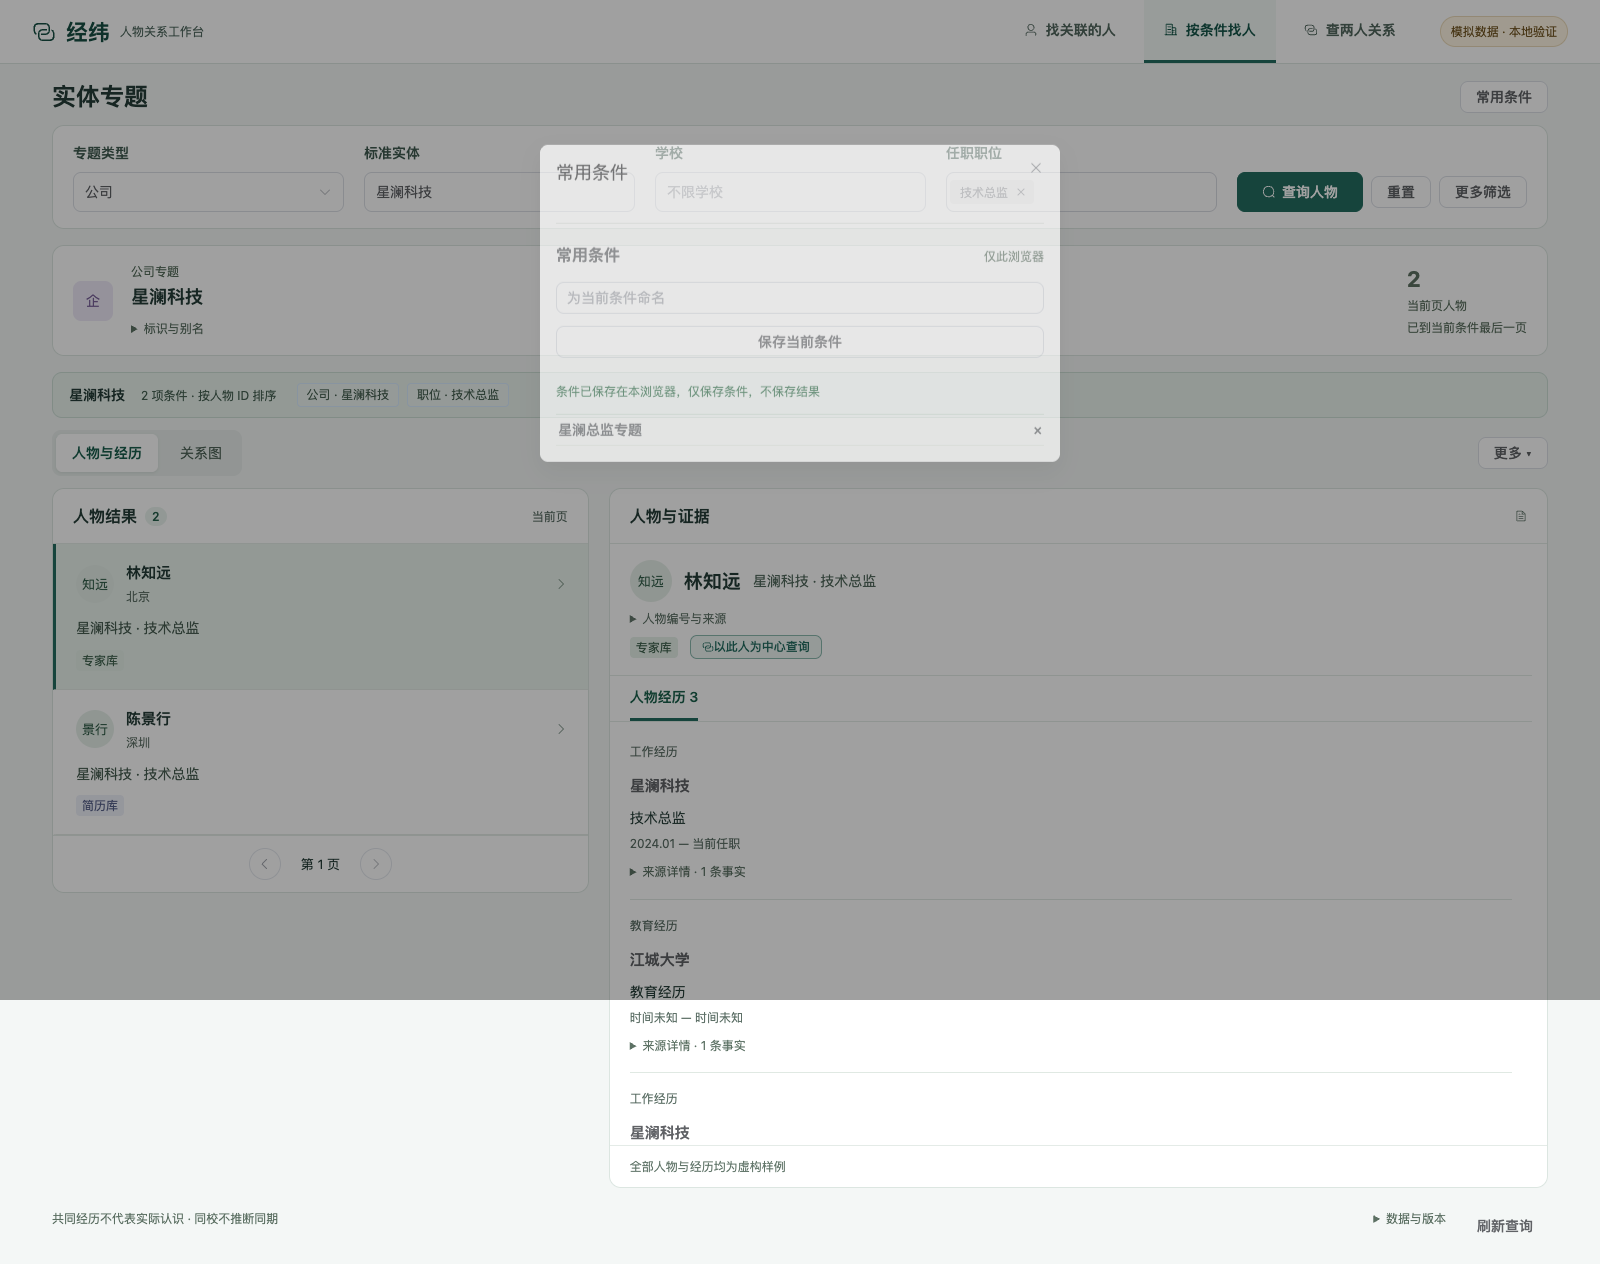 经纬 人物关系工作台 找关联的人 按条件找人 查两人关系 模拟数据 · 本地验证
实体专题 常用条件
专题类型 标准实体 学校 任职职位
公司 星澜科技 不限学校 技术总监 × 查询人物 重置 更多筛选
常用条件 ×
常用条件 仅此浏览器
为当前条件命名
保存当前条件
条件已保存在本浏览器，仅保存条件，不保存结果
星澜总监专题 ×
企
公司专题
星澜科技
▶ 标识与别名
2
当前页人物
已到当前条件最后一页
星澜科技 2 项条件 · 按人物 ID 排序 公司 · 星澜科技 职位 · 技术总监
人物与经历 关系图 更多 ▾
人物结果 2 当前页
知远 林知远
北京
星澜科技 · 技术总监
专家库
景行 陈景行
深圳
星澜科技 · 技术总监
简历库
第 1 页
人物与证据
知远 林知远 星澜科技 · 技术总监
▶ 人物编号与来源
专家库 以此人为中心查询
人物经历 3
工作经历
星澜科技
技术总监
2024.01 — 当前任职
▶ 来源详情 · 1 条事实
教育经历
江城大学
教育经历
时间未知 — 时间未知
▶ 来源详情 · 1 条事实
工作经历
星澜科技
全部人物与经历均为虚构样例
共同经历不代表实际认识 · 同校不推断同期 ▶ 数据与版本 刷新查询